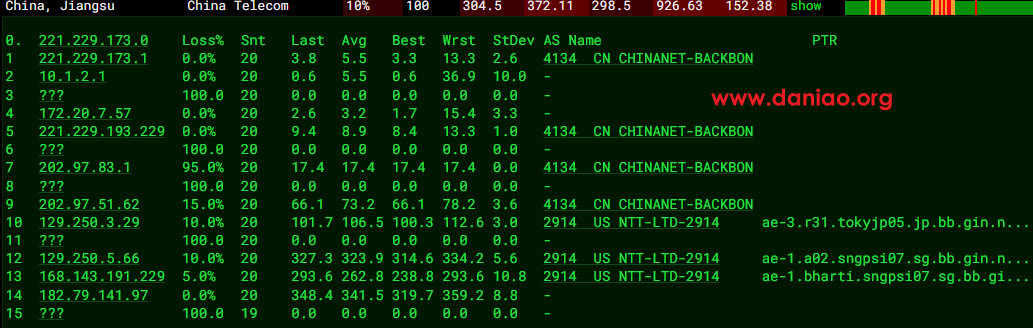 China, Jiangsu China Telecom 10% 100 304.5 372.11 298.5 926.63 152.38 show
0. 221.229.173.0 Loss% Snt Last Avg Best Wrst StDev AS Name PTR
1 221.229.173.1 0.0% 20 3.8 5.5 3.3 13.3 2.6 4134 CN CHINANET-BACKBON
2 10.1.2.1 0.0% 20 0.6 5.5 0.6 36.9 10.0 -
3 ??? 100.0 20 0.0 0.0 0.0 0.0 0.0 -
www.daniao.org
4 172.20.7.57 0.0% 20 2.6 3.2 1.7 15.4 3.3 -
5 221.229.193.229 0.0% 20 9.4 8.9 8.4 13.3 1.0 4134 CN CHINANET-BACKBON
6 ??? 100.0 20 0.0 0.0 0.0 0.0 0.0 -
7 202.97.83.1 95.0% 20 17.4 17.4 17.4 17.4 0.0 4134 CN CHINANET-BACKBON
8 ??? 100.0 20 0.0 0.0 0.0 0.0 0.0 -
9 202.97.51.62 15.0% 20 66.1 73.2 66.1 78.2 3.6 4134 CN CHINANET-BACKBON
10 129.250.3.29 10.0% 20 101.7 106.5 100.3 112.6 3.0 2914 US NTT-LTD-2914 ae-3.r31.tokyjp05.jp.bb.gin.n...
11 ??? 100.0 20 0.0 0.0 0.0 0.0 0.0 -
12 129.250.5.66 10.0% 20 327.3 323.9 314.6 334.2 5.6 2914 US NTT-LTD-2914 ae-1.a02.sngpsi07.sg.bb.gin.n...
13 168.143.191.229 5.0% 20 293.6 262.8 238.8 293.6 10.8 2914 US NTT-LTD-2914 ae-1.bharti.sngpsi07.sg.bb.gi...
14 182.79.141.97 0.0% 20 348.4 341.5 319.7 359.2 8.8 -
15 ??? 100.0 19 0.0 0.0 0.0 0.0 0.0 -